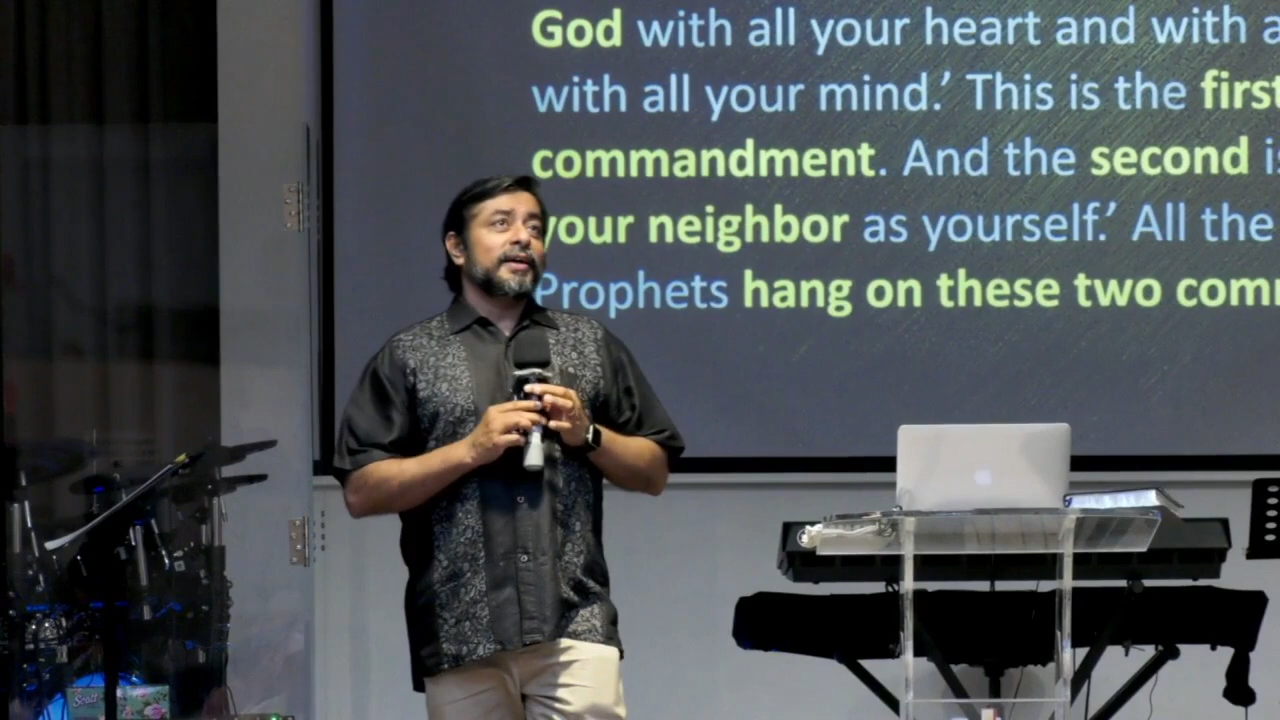 God with all your heart and with a
with all your mind.’ This is the first
commandment. And the second is
your neighbor as yourself.’ All the
Prophets hang on these two com
Scott